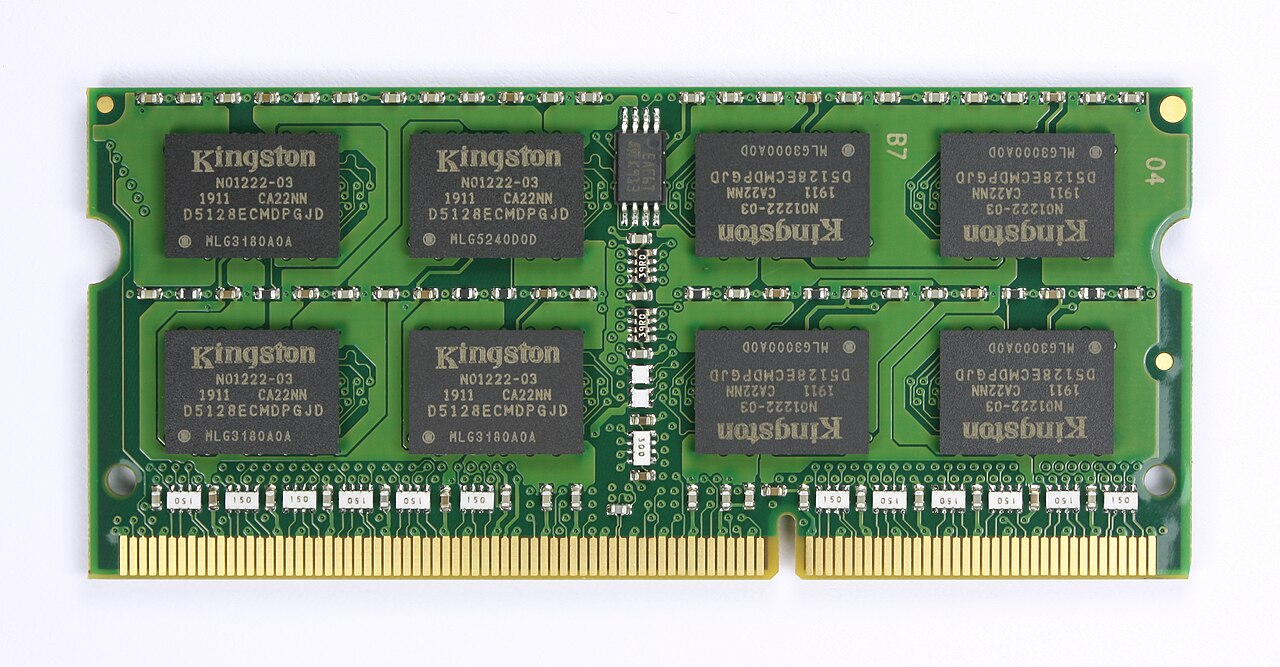 Kingston
N01222-03
1911 CA22NN
D5128ECMDPGJD
MLG3180A0A
Kingston
N01222-03
1911 CA22NN
D5128ECMDPGJD
MLG5240D0D
Kingston
N01222-03
1911 CA22NN
D5128ECMDPGJD
MLG3000A0D
B7
Kingston
N01222-03
1911 CA22NN
D5128ECMDPGJD
MLG3000A0D
04
39R0
39R0
Kingston
N01222-03
1911 CA22NN
D5128ECMDPGJD
MLG3180A0A
Kingston
N01222-03
1911 CA22NN
D5128ECMDPGJD
MLG3180A0A
Kingston
N01222-03
1911 CA22NN
D5128ECMDPGJD
MLG3000A0D
Kingston
N01222-03
1911 CA22NN
D5128ECMDPGJD
MLG3000A0D
300
150
150
150
150
150
150
150
150
150
150
150
150